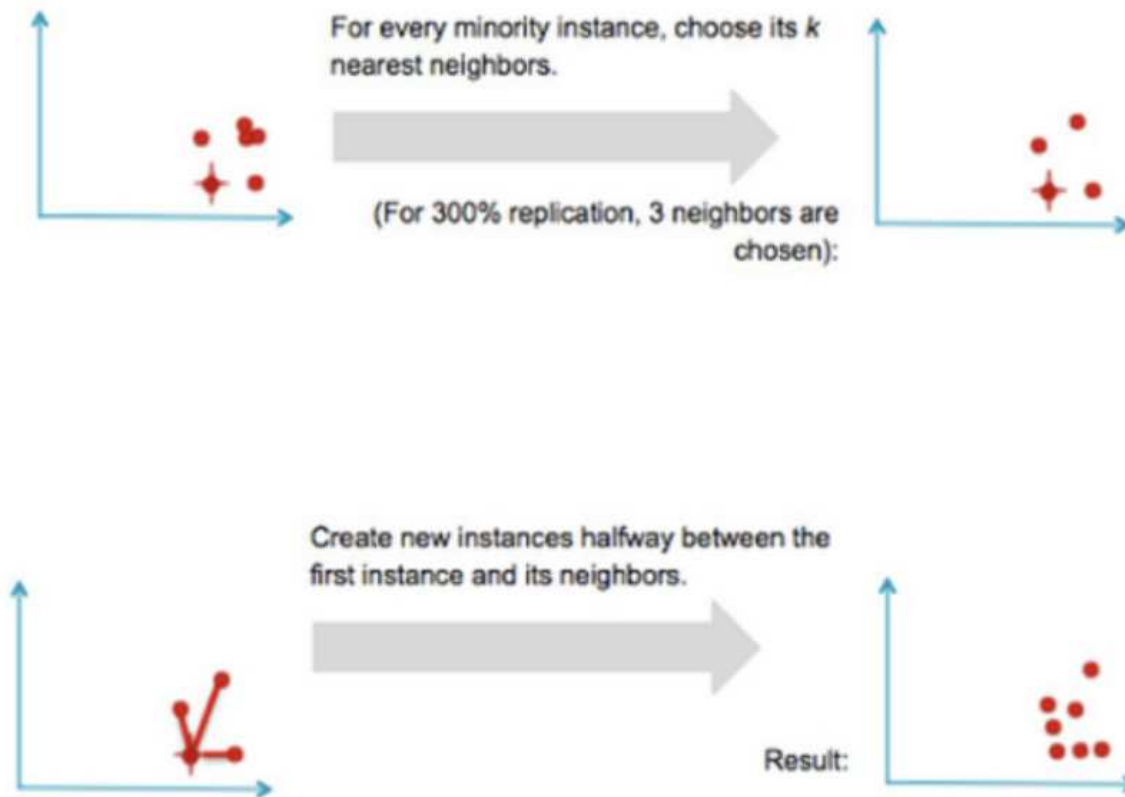 For every minority instance, choose its k
nearest neighbors.
(For 300% replication, 3 neighbors are
chosen):
Create new instances halfway between the
first instance and its neighbors.
Result: